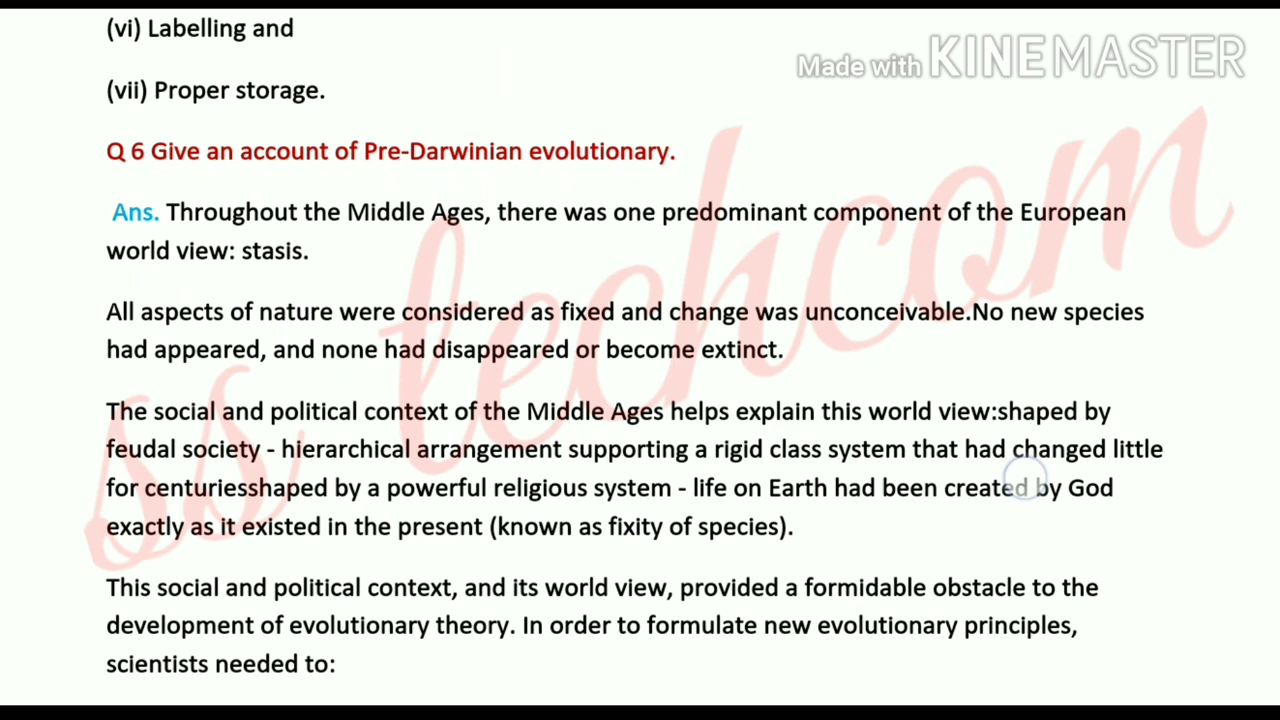 (vi) Labelling and
Made with KINEMASTER
(vii) Proper storage.
Q 6 Give an account of Pre-Darwinian evolutionary.
Ans. Throughout the Middle Ages, there was one predominant component of the European
world view: stasis.
All aspects of nature were considered as fixed and change was unconceivable.No new species
had appeared, and none had disappeared or become extinct.
The social and political context of the Middle Ages helps explain this world view:shaped by
feudal society - hierarchical arrangement supporting a rigid class system that had changed little
for centuriesshaped by a powerful religious system - life on Earth had been created by God
exactly as it existed in the present (known as fixity of species).
This social and political context, and its world view, provided a formidable obstacle to the
development of evolutionary theory. In order to formulate new evolutionary principles,
scientists needed to:
ss techcom